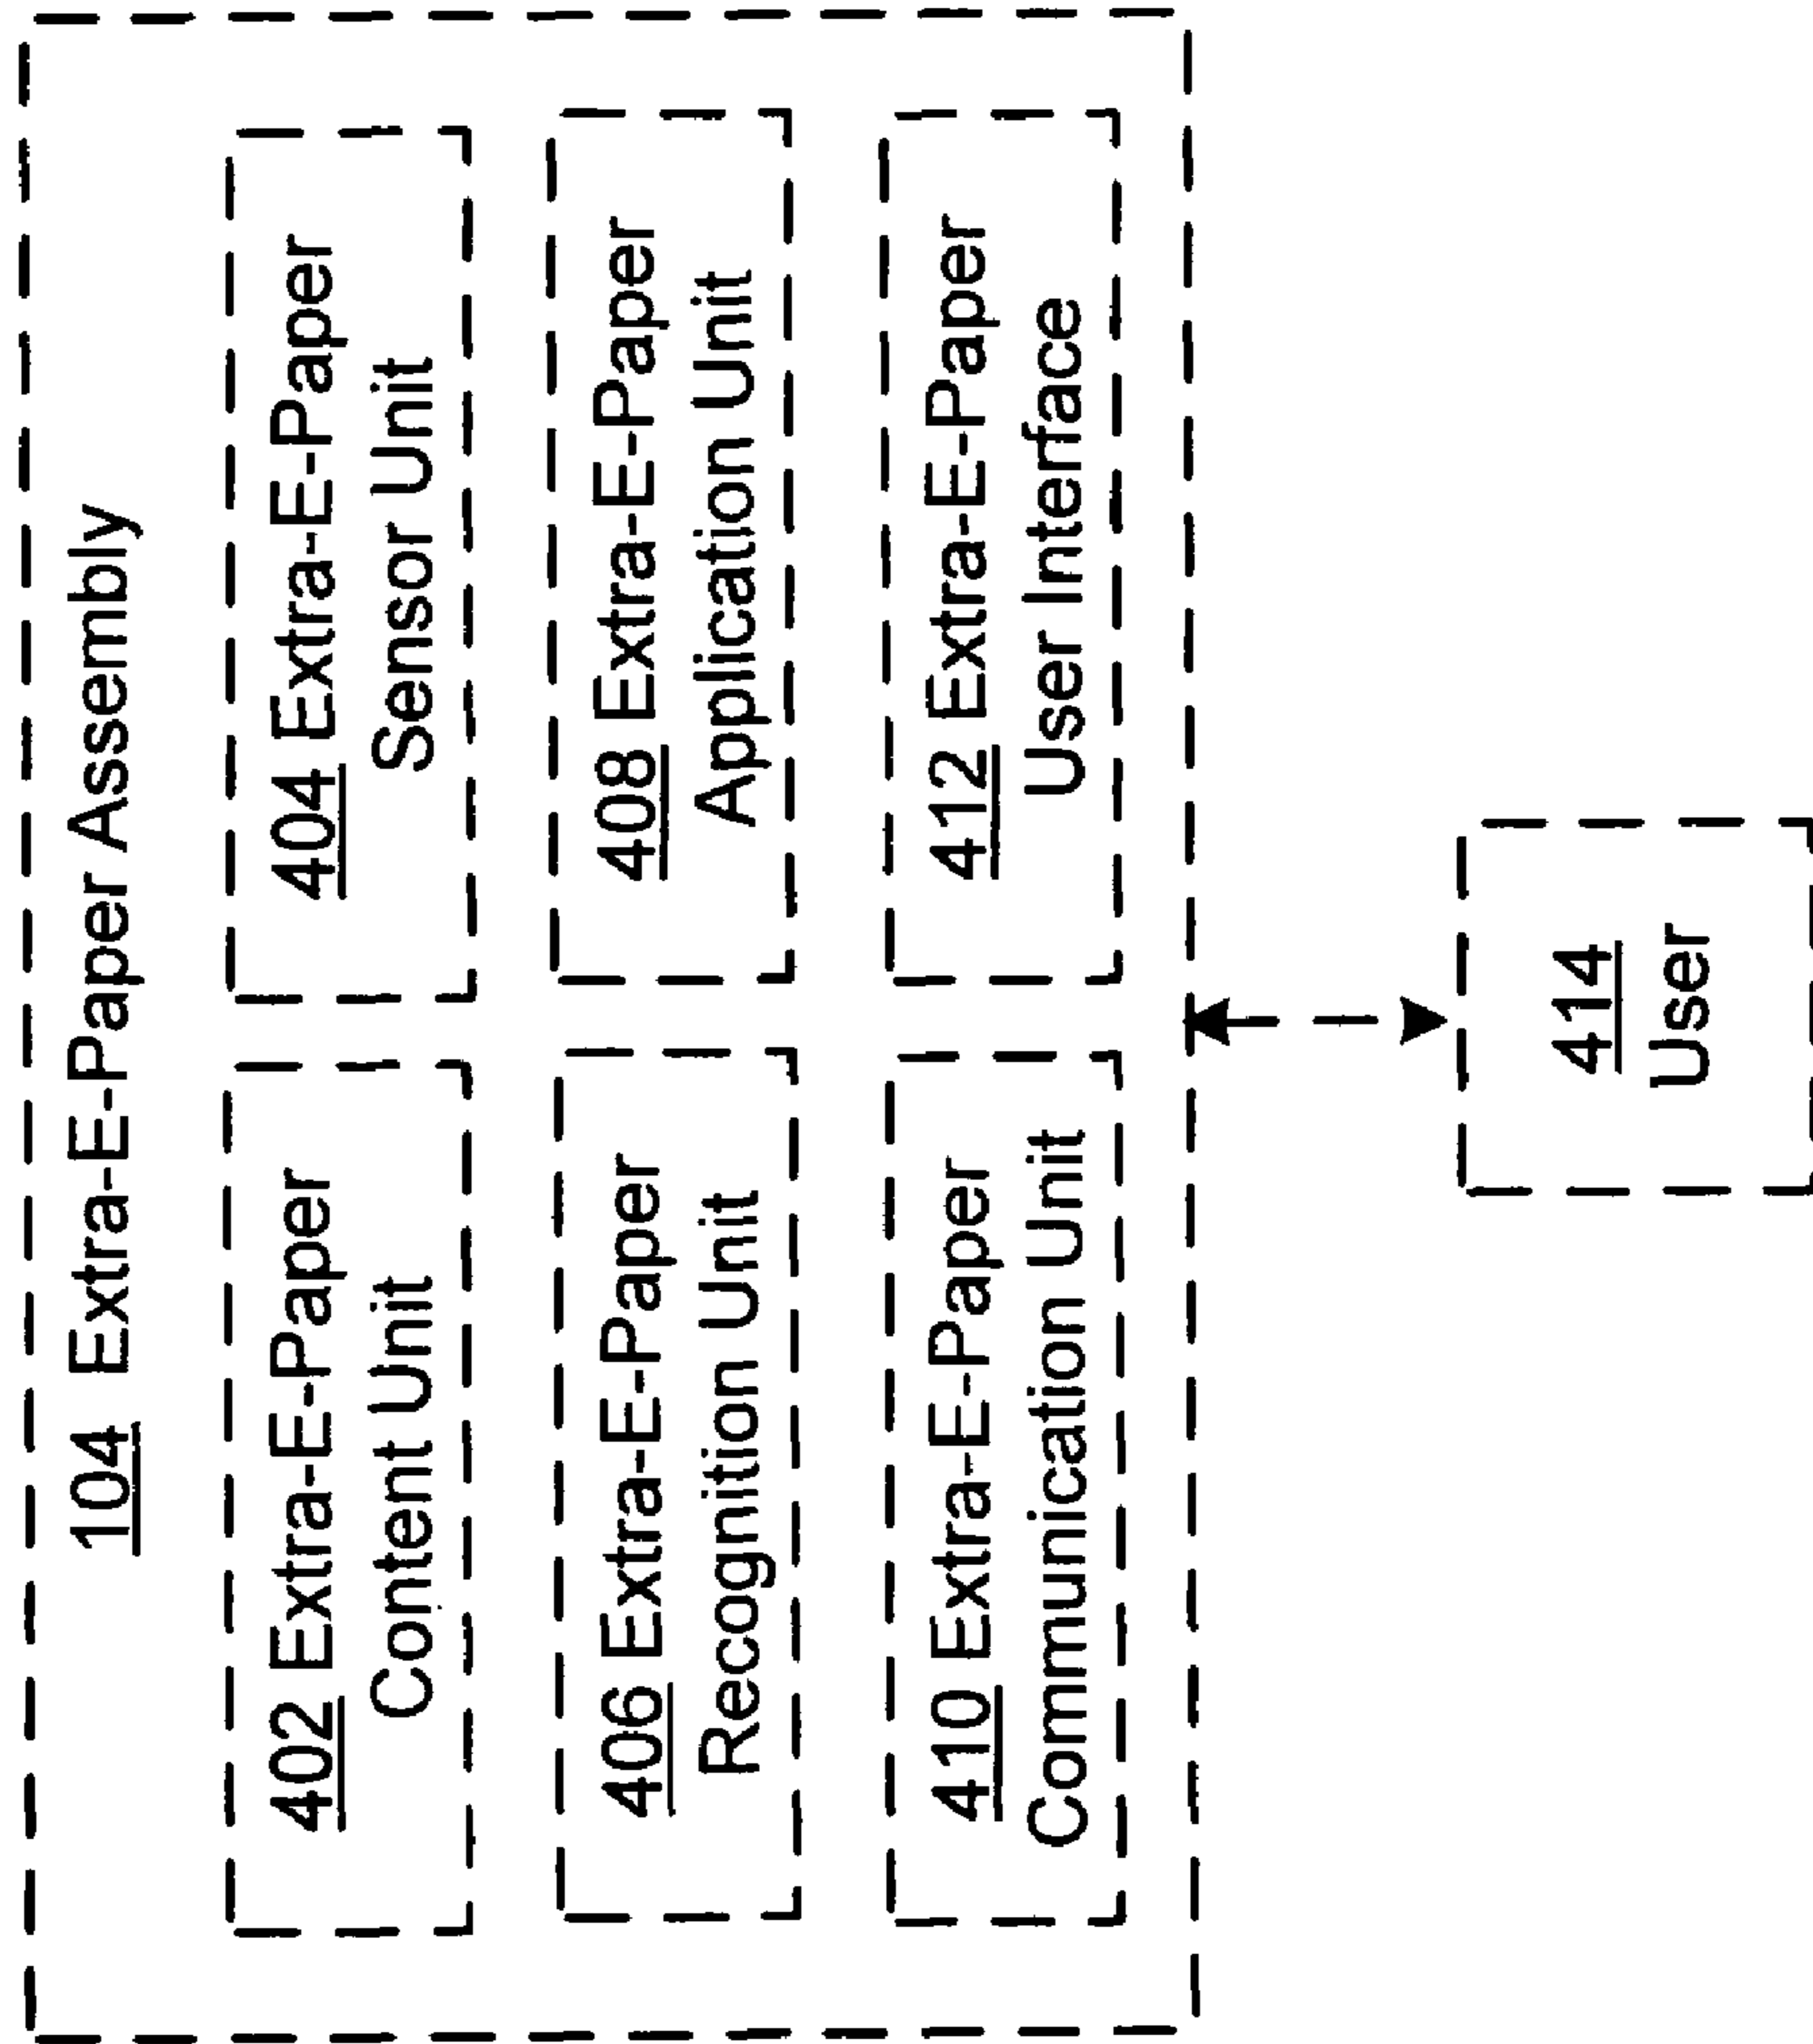 104 Extra-E-Paper Assembly
402 Extra-E-Paper
Content Unit
404 Extra-E-Paper
Sensor Unit
406 Extra-E-Paper
Recognition Unit
408 Extra-E-Paper
Application Unit
410 Extra-E-Paper
Communication Unit
412 Extra-E-Paper
User Interface
414
User